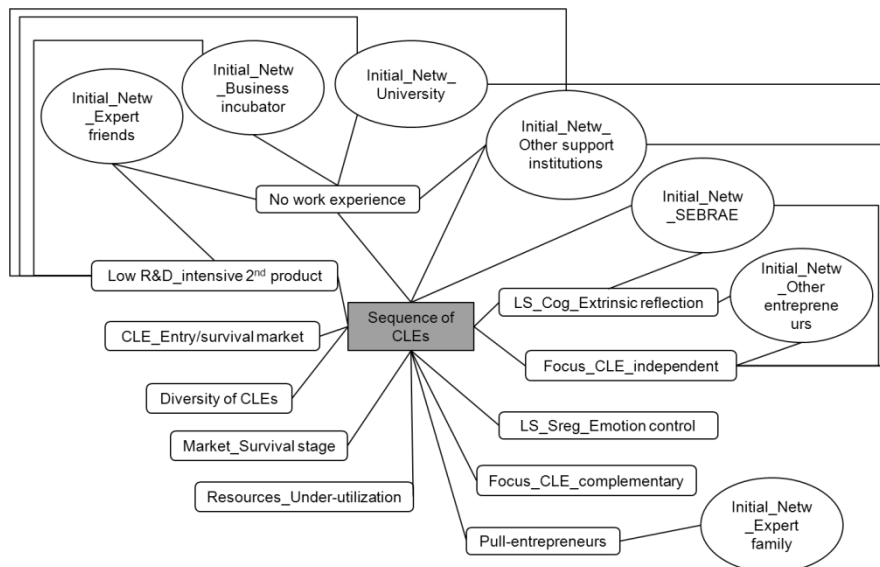 Initial_Netw
_Expert
friends
Initial_Netw
_Business
incubator
Initial_Netw_
University
Initial_Netw_
Other support
institutions
No work experience
Initial_Netw
_SEBRAE
Low R&D_intensive 2nd product
LS_Cog_Extrinsic reflection
Initial_Netw
_Other
entreprene
urs
Sequence of
CLEs
CLE_Entry/survival market
Focus_CLE_independent
Diversity of CLEs
LS_Sreg_Emotion control
Market_Survival stage
Focus_CLE_complementary
Resources_Under-utilization
Pull-entrepreneurs
Initial_Netw
_Expert
family